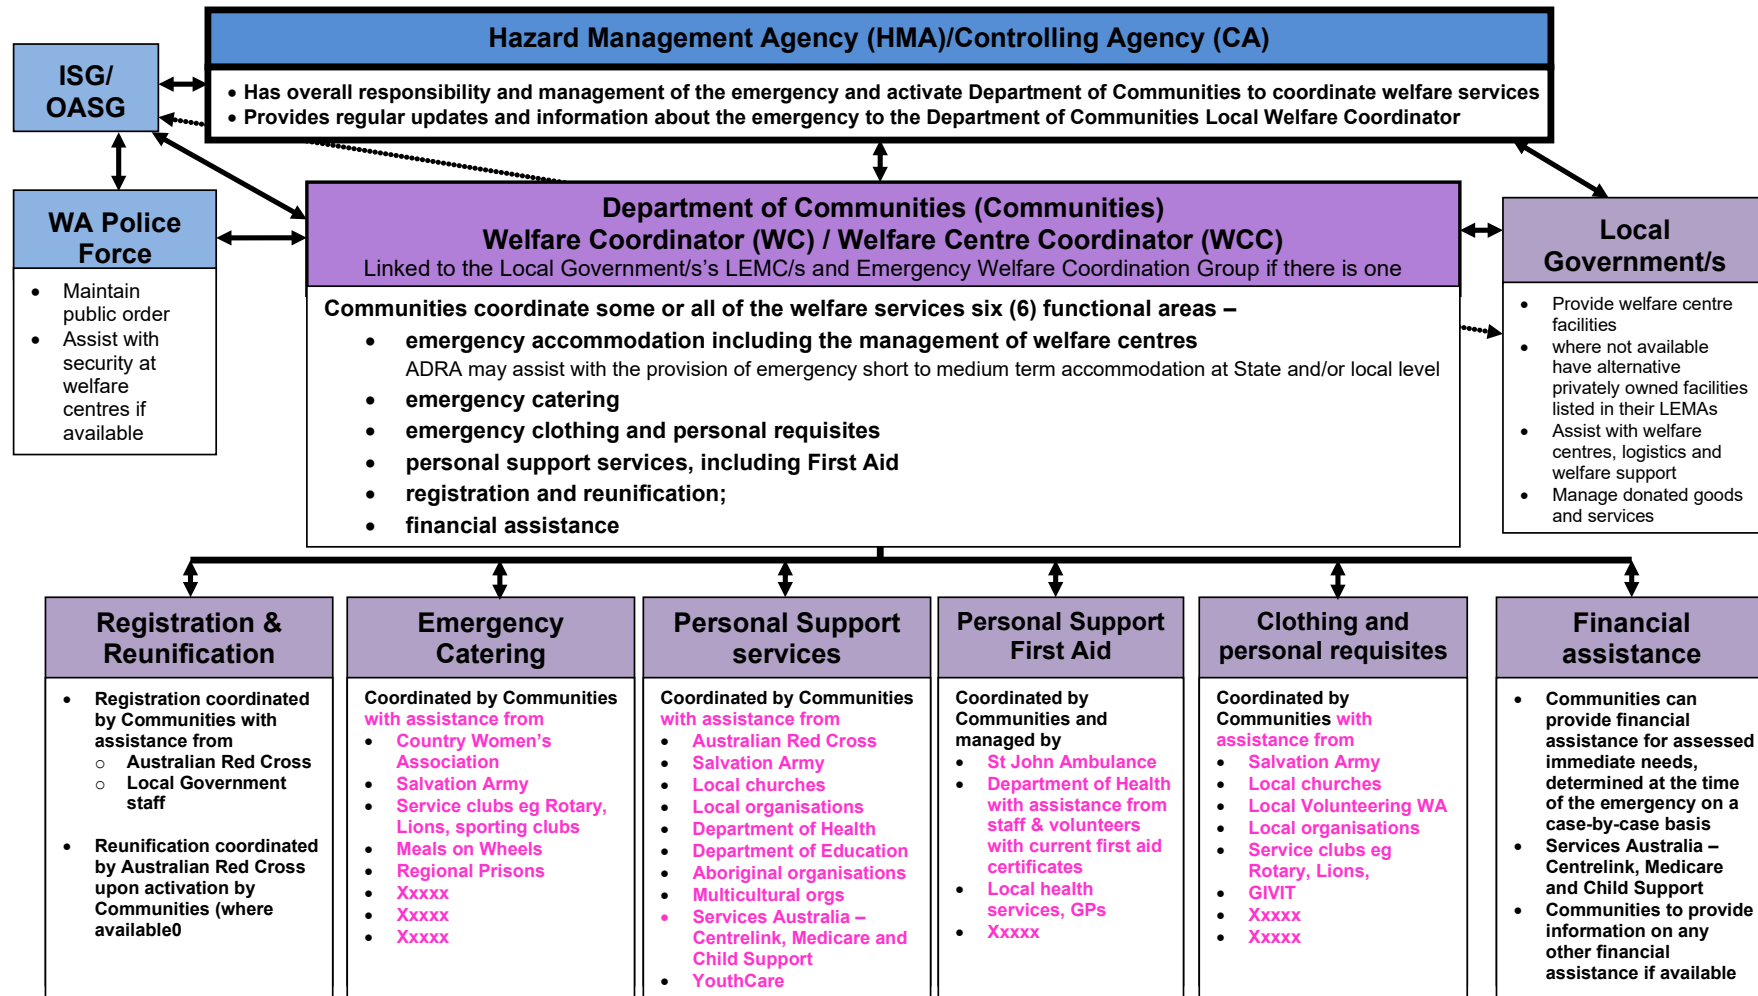 Hazard Management Agency (HMA)/Controlling Agency (CA)
• Has overall responsibility and management of the emergency and activate Department of Communities to coordinate welfare services
• Provides regular updates and information about the emergency to the Department of Communities Local Welfare Coordinator
ISG/
OASG
WA Police
Force
• Maintain
public order
• Assist with
security at
welfare
centres if
available
Department of Communities (Communities)
Welfare Coordinator (WC) / Welfare Centre Coordinator (WCC)
Linked to the Local Government/s's LEMC/s and Emergency Welfare Coordination Group if there is one
Communities coordinate some or all of the welfare services six (6) functional areas –
• emergency accommodation including the management of welfare centres
ADRA may assist with the provision of emergency short to medium term accommodation at State and/or local level
• emergency catering
• emergency clothing and personal requisites
• personal support services, including First Aid
• registration and reunification;
• financial assistance
Local
Government/s
• Provide welfare centre
facilities
• where not available
have alternative
privately owned facilities
listed in their LEMAs
• Assist with welfare
centres, logistics and
welfare support
• Manage donated goods
and services
Registration &
Reunification
• Registration coordinated
by Communities with
assistance from
o Australian Red Cross
o Local Government
staff
• Reunification coordinated
by Australian Red Cross
upon activation by
Communities (where
available0
Emergency
Catering
Coordinated by Communities
with assistance from
• Country Women's
Association
• Salvation Army
• Service clubs eg Rotary,
Lions, sporting clubs
• Meals on Wheels
• Regional Prisons
• Xxxxx
• Xxxxx
• Xxxxx
Personal Support
services
Coordinated by Communities
with assistance from
• Australian Red Cross
• Salvation Army
• Local churches
• Local organisations
• Department of Health
• Department of Education
• Aboriginal organisations
• Multicultural orgs
• Services Australia –
Centrelink, Medicare and
Child Support
• YouthCare
Personal Support
First Aid
Coordinated by
Communities and
managed by
• St John Ambulance
• Department of Health
with assistance from
staff & volunteers
with current first aid
certificates
• Local health
services, GPs
• Xxxxx
Clothing and
personal requisites
Coordinated by
Communities with
assistance from
• Salvation Army
• Local churches
• Local Volunteering WA
• Local organisations
• Service clubs eg
Rotary, Lions,
• GIVIT
• Xxxxx
• Xxxxx
Financial
assistance
• Communities can
provide financial
assistance for assessed
immediate needs,
determined at the time
of the emergency on a
case-by-case basis
• Services Australia –
Centrelink, Medicare
and Child Support
• Communities to provide
information on any
other financial
assistance if available